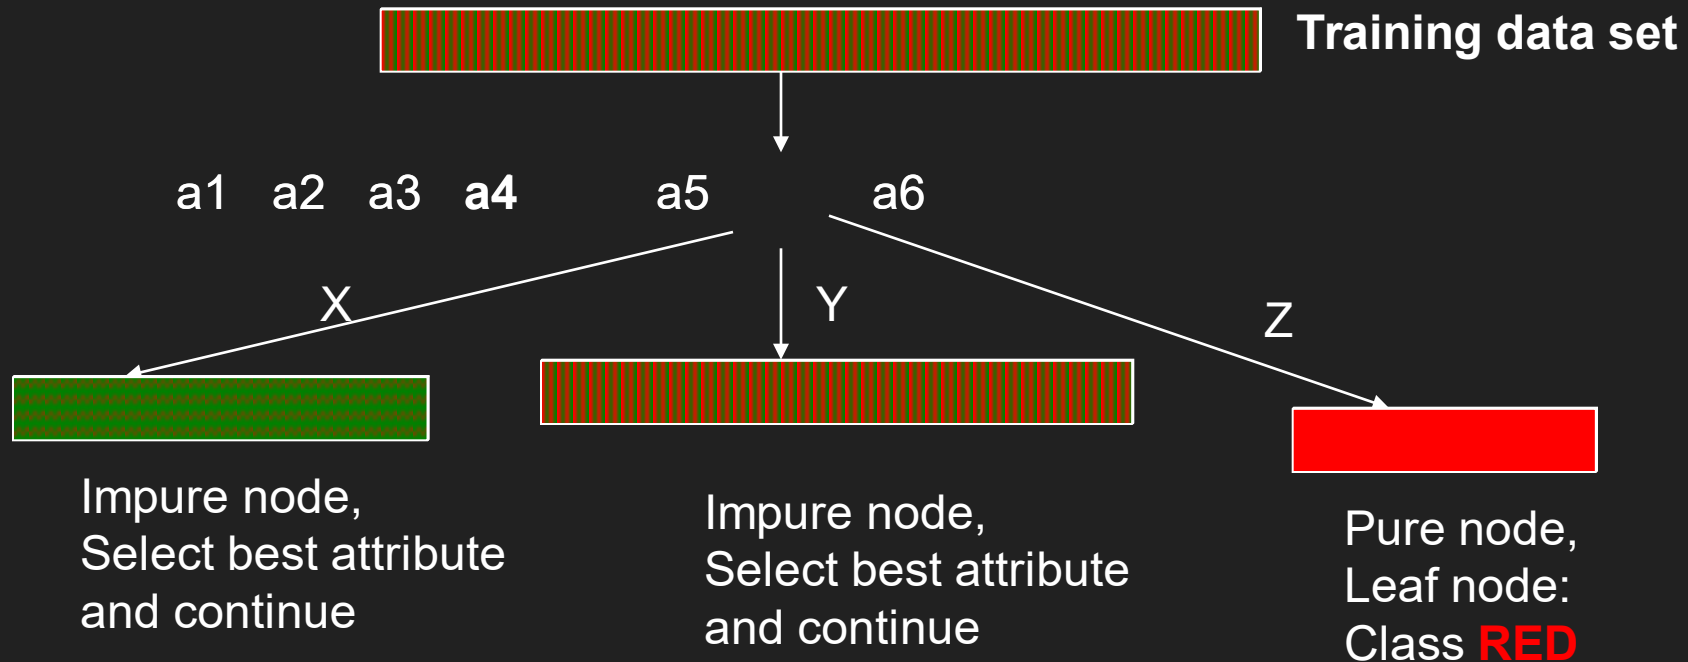 Training data set
a1 a2 a3 a4 a5 a6
X
Y
Z
Impure node,
Select best attribute
and continue
Impure node,
Select best attribute
and continue
Pure node,
Leaf node:
Class RED